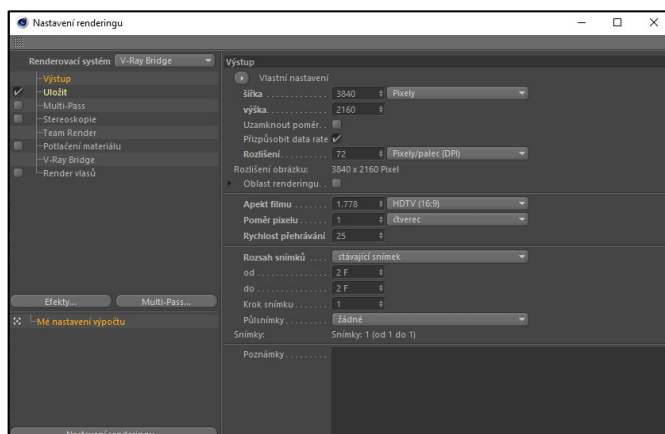 Nastavení renderingu
Renderovací systém V-Ray Bridge
Výstup
Uložit
Multi-Pass
Stereoskopie
Team Render
Potlačení materiálu
V-Ray Bridge
Render vlasů
Efekty... Multi-Pass...
Mé nastavení výpočtu
Nastavení renderingu...
Výstup
Vlastní nastavení
šířka 3840 Pixely
výška 2160
Uzamknout poměr
Přizpůsobit data rate
Rozlišení 72 Pixely/palec (DPI)
Rozlišení obrázku: 3840 x 2160 Pixel
Oblast renderingu
Apekt filmu 1.778 HDTV (16:9)
Poměr pixelu 1 čtverec
Rychlost přehrávání 25
Rozsah snímků stávající snímek
od 2 F
do 2 F
Krok snímku 1
Půlsnímky žádné
Snímky: Snímky: 1 (od 1 do 1)
Poznámky